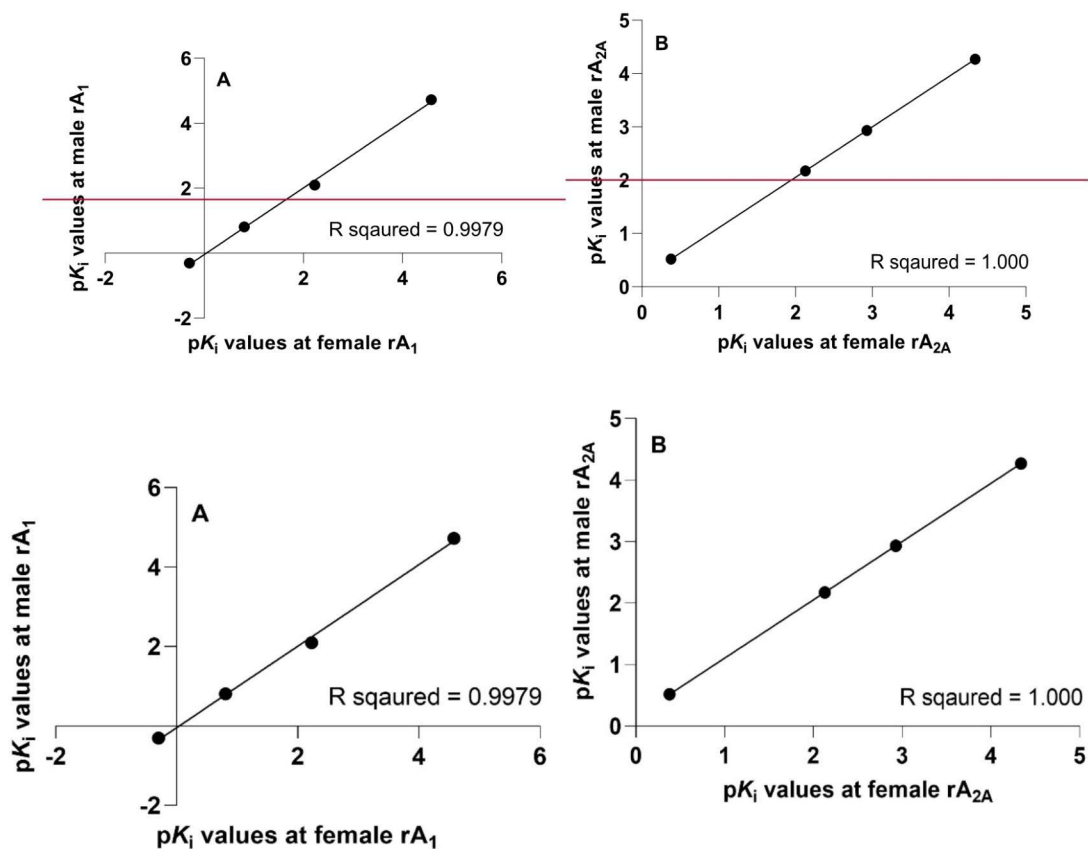 A
6
4
2
-2
-2
2
4
6
pKi values at male rA1
R sqaured = 0.9979
pKi values at female rA1
B
5
4
3
2
1
0
0
1
2
3
4
5
pKi values at male rA2A
R sqaured = 1.000
pKi values at female rA2A
A
6
4
2
-2
-2
2
4
6
pKi values at male rA1
R sqaured = 0.9979
pKi values at female rA1
B
5
4
3
2
1
0
0
1
2
3
4
5
pKi values at male rA2A
R sqaured = 1.000
pKi values at female rA2A